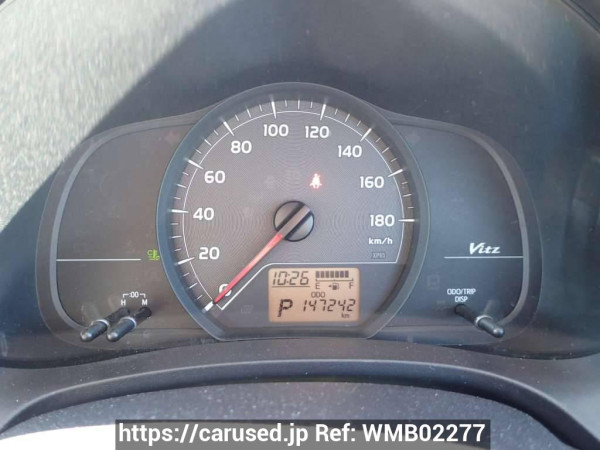 0
20
40
60
80
100
120
140
160
180
km/h
Vitz
:00
H M
ODO/TRIP
DISP
10:26
E F
ODO
P 147242
km
https://carused.jp Ref: WMB02277